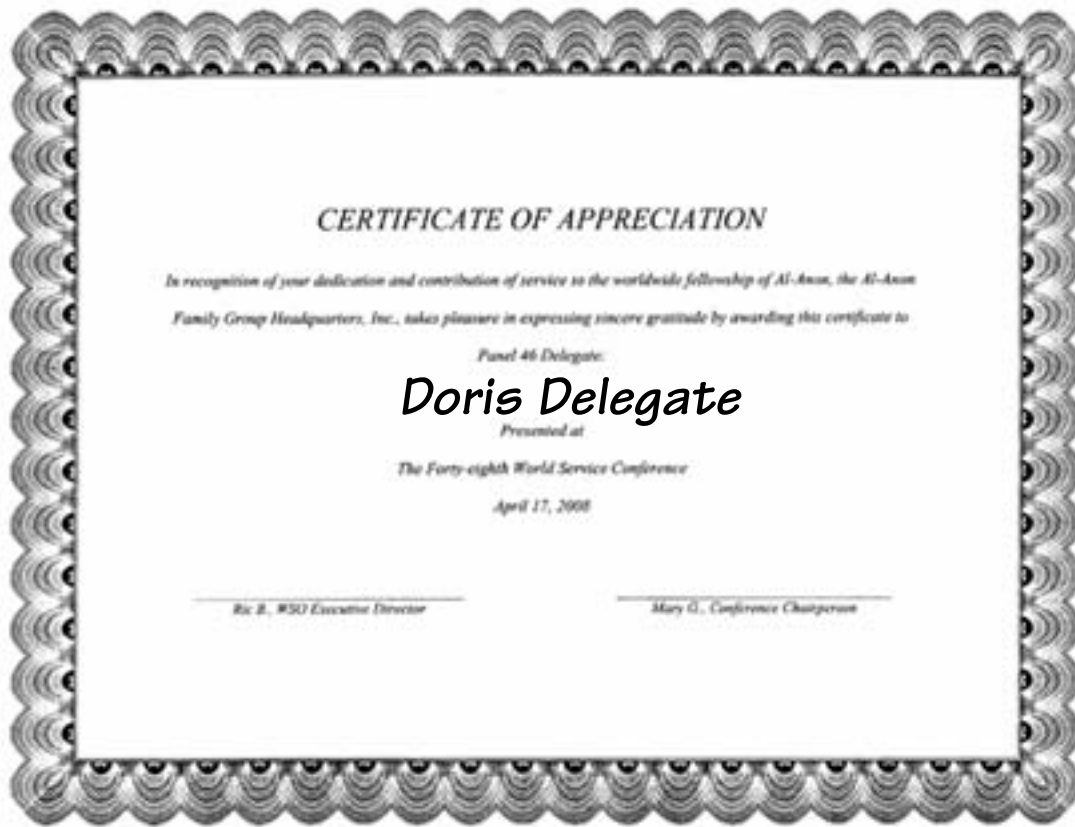 CERTIFICATE OF APPRECIATION
In recognition of your dedication and contribution of service to the worldwide fellowship of Al-Anon, the Al-Anon
Family Group Headquarters, Inc., takes pleasure in expressing sincere gratitude by awarding this certificate to
Panel 46 Delegate:
Doris Delegate
Presented at
The Forty-eighth World Service Conference
April 17, 2008
Ric B., WSO Executive Director
Mary G., Conference Chairperson